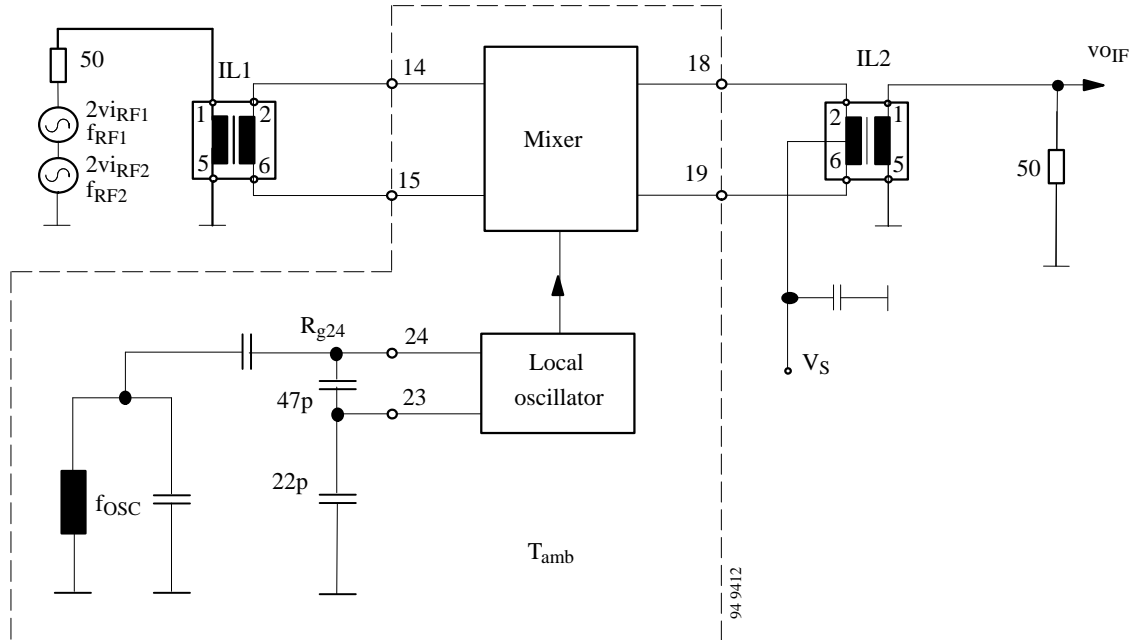 50
2vi_RF1
f_RF1
2vi_RF2
f_RF2
IL1
1 2
5 6
14
15
Mixer
18
19
IL2
2 1
6 5
vo_IF
50
V_S
R_g24
24
47p
23
22p
Local
oscillator
f_OSC
T_amb
94 9412